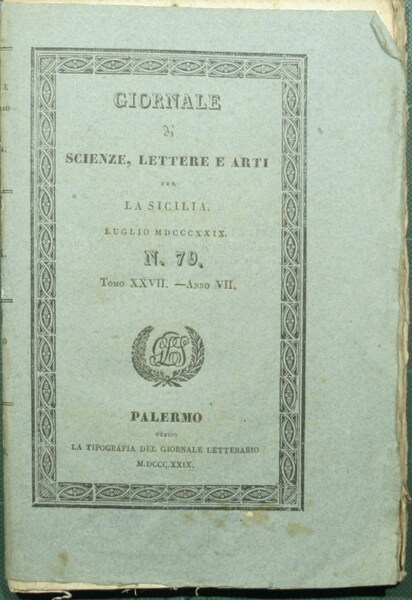 GIORNALE
di
SCIENZE, LETTERE E ARTI
PER
LA SICILIA.
LUGLIO MDCCCXXIX.
N. 79.
TOMO XXVII. —ANNO VII.
PALERMO
PRESSO
LA TIPOGRAFIA DEL GIORNALE LETTERARIO
M.DCCC.XXIX.